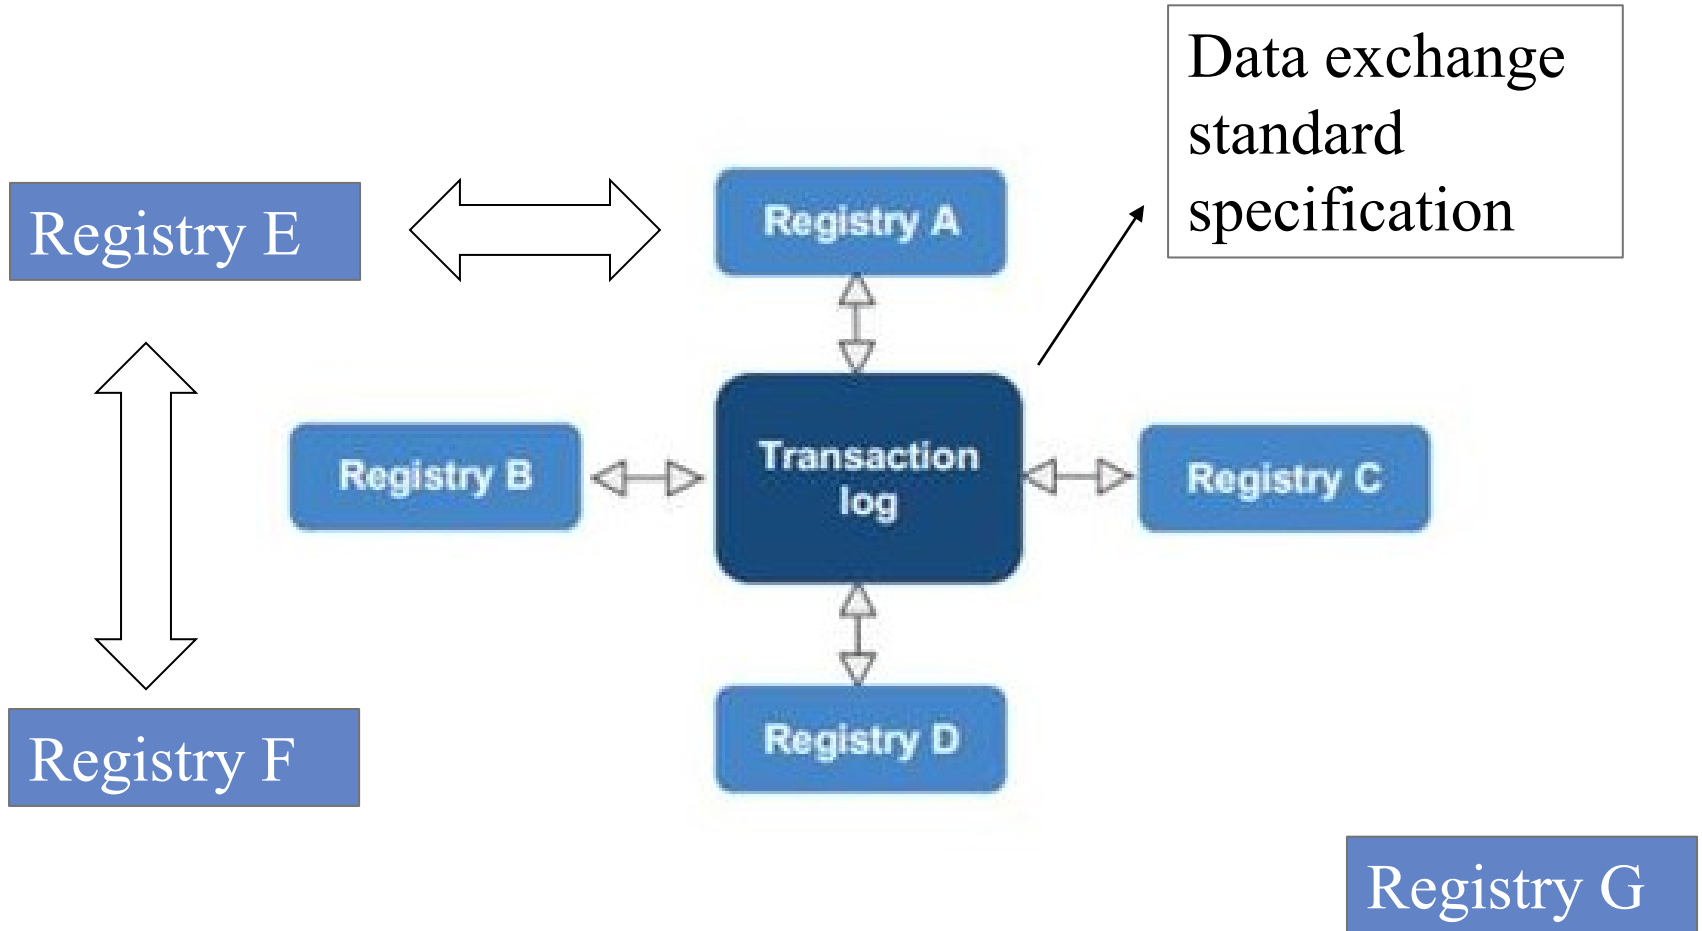 Data exchange
standard
specification
Registry E
Registry A
Registry B
Transaction
log
Registry C
Registry D
Registry F
Registry G